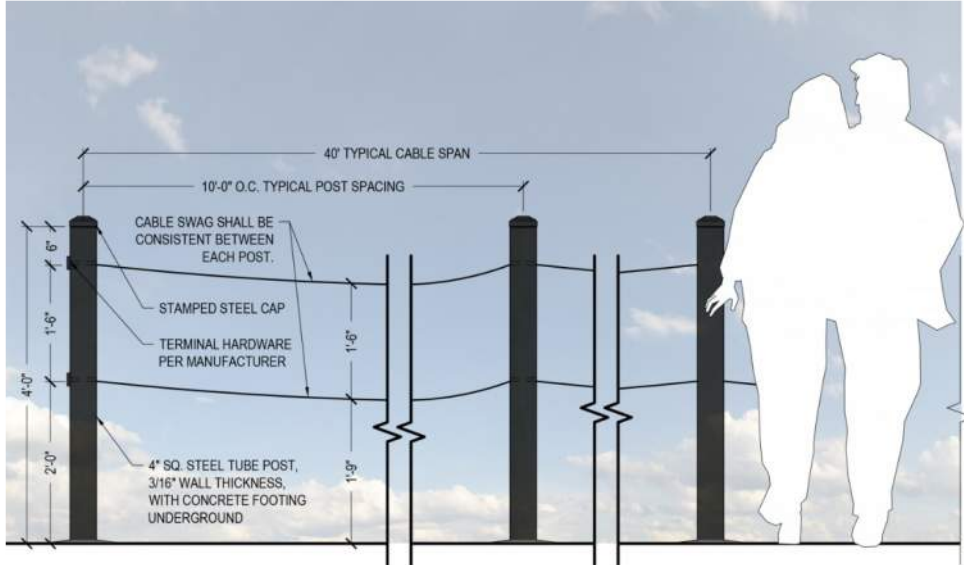 40' TYPICAL CABLE SPAN
10'-0" O.C. TYPICAL POST SPACING
CABLE SWAG SHALL BE
CONSISTENT BETWEEN
EACH POST.
6"
STAMPED STEEL CAP
1'-6"
1'-6"
TERMINAL HARDWARE
PER MANUFACTURER
4'-0"
2'-0"
4" SQ. STEEL TUBE POST,
3/16" WALL THICKNESS,
WITH CONCRETE FOOTING
UNDERGROUND
1'-9"